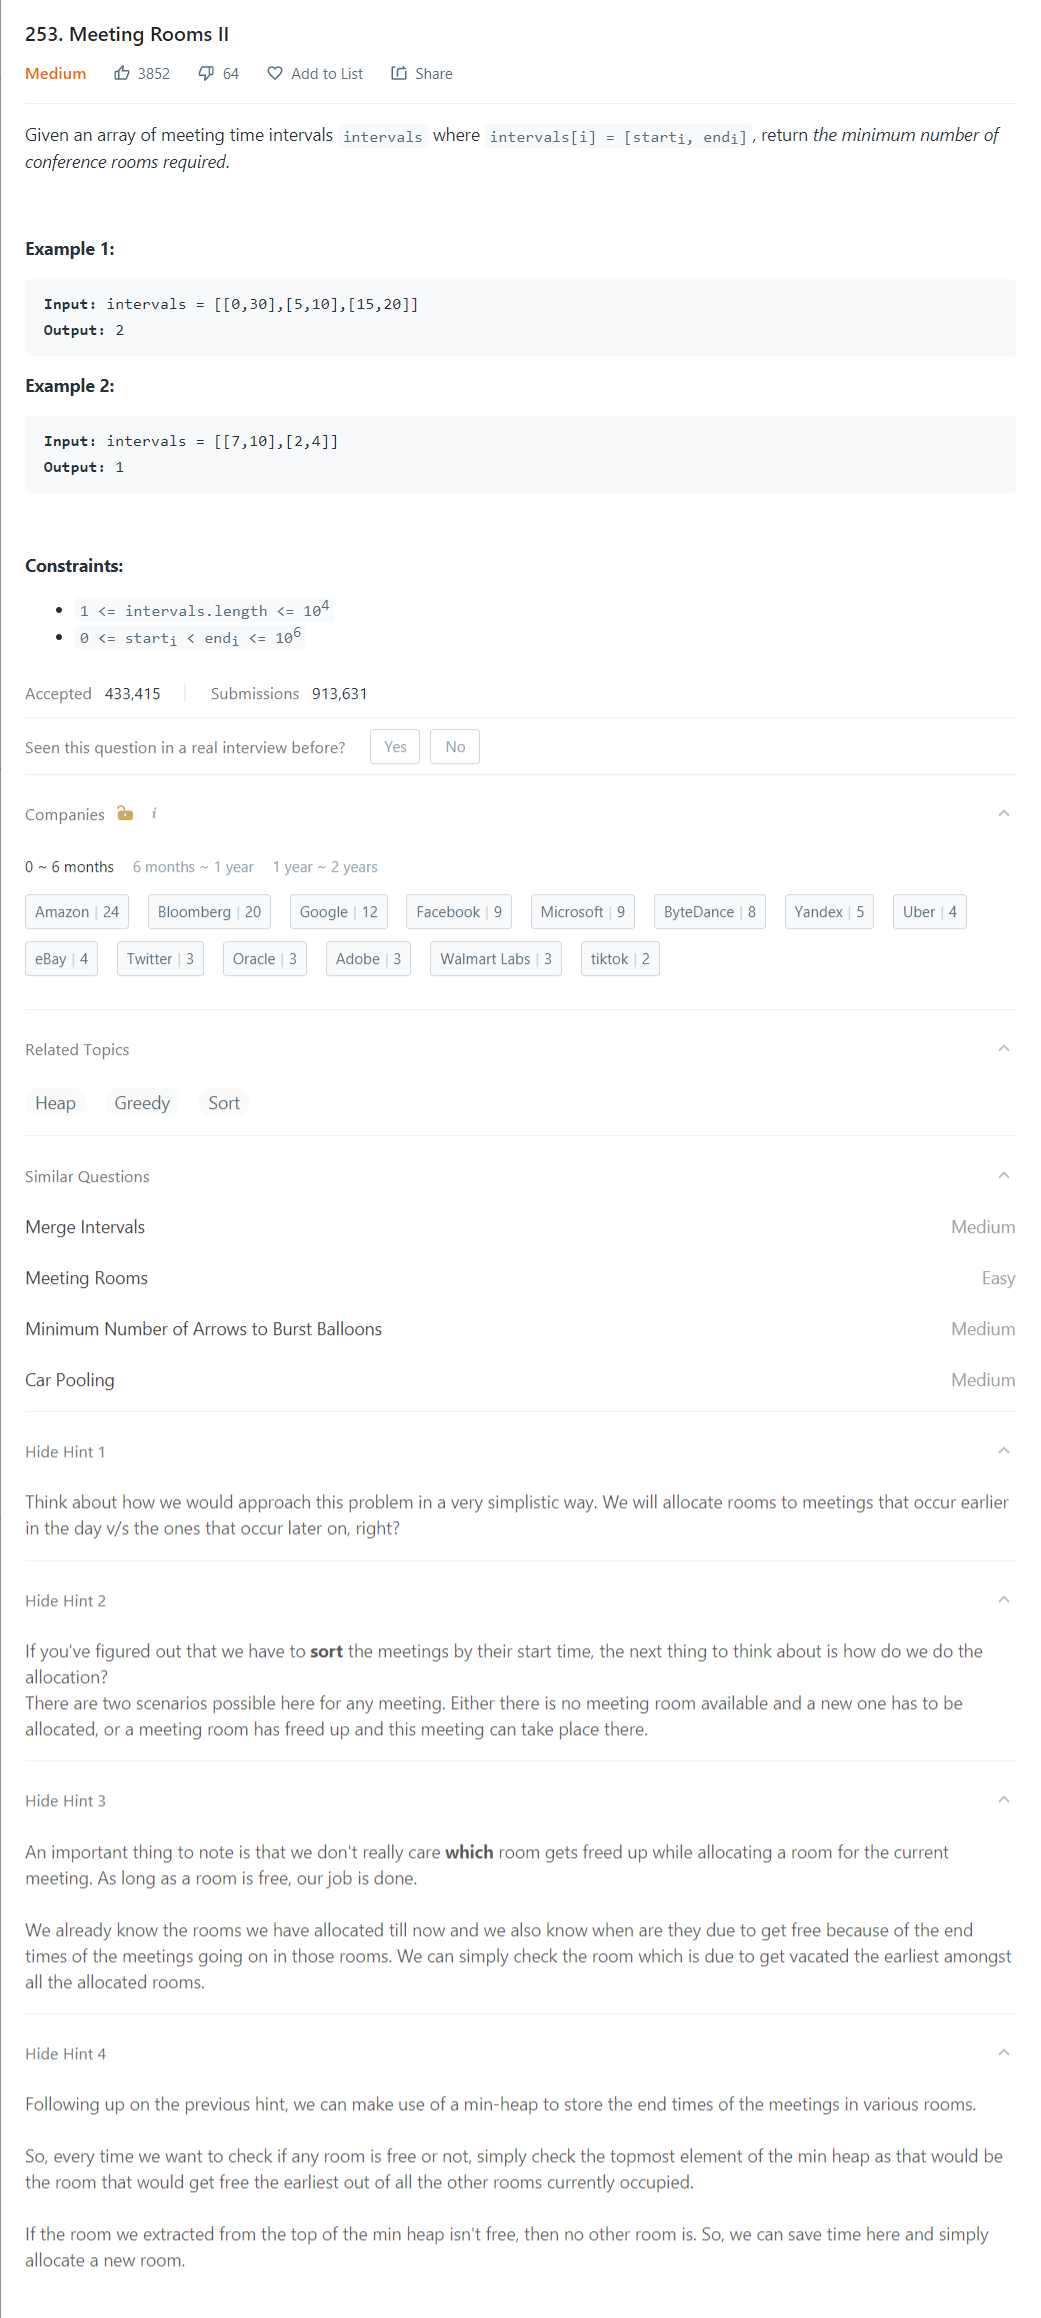 253. Meeting Rooms II
Medium 3852 64 Add to List Share
Given an array of meeting time intervals intervals where intervals[i] = [startᵢ, endᵢ], return the minimum number of
conference rooms required.
Example 1:
Input: intervals = [[0,30],[5,10],[15,20]]
Output: 2
Example 2:
Input: intervals = [[7,10],[2,4]]
Output: 1
Constraints:
• 1 <= intervals.length <= 10⁴
• 0 <= startᵢ < endᵢ <= 10⁶
Accepted 433,415 Submissions 913,631
Seen this question in a real interview before? Yes No
Companies i
0 ~ 6 months 6 months ~ 1 year 1 year ~ 2 years
Amazon | 24 Bloomberg | 20 Google | 12 Facebook | 9 Microsoft | 9 ByteDance | 8 Yandex | 5 Uber | 4
eBay | 4 Twitter | 3 Oracle | 3 Adobe | 3 Walmart Labs | 3 tiktok | 2
Related Topics
Heap Greedy Sort
Similar Questions
Merge Intervals Medium
Meeting Rooms Easy
Minimum Number of Arrows to Burst Balloons Medium
Car Pooling Medium
Hide Hint 1
Think about how we would approach this problem in a very simplistic way. We will allocate rooms to meetings that occur earlier
in the day v/s the ones that occur later on, right?
Hide Hint 2
If you've figured out that we have to sort the meetings by their start time, the next thing to think about is how do we do the
allocation?
There are two scenarios possible here for any meeting. Either there is no meeting room available and a new one has to be
allocated, or a meeting room has freed up and this meeting can take place there.
Hide Hint 3
An important thing to note is that we don't really care which room gets freed up while allocating a room for the current
meeting. As long as a room is free, our job is done.
We already know the rooms we have allocated till now and we also know when are they due to get free because of the end
times of the meetings going on in those rooms. We can simply check the room which is due to get vacated the earliest amongst
all the allocated rooms.
Hide Hint 4
Following up on the previous hint, we can make use of a min-heap to store the end times of the meetings in various rooms.
So, every time we want to check if any room is free or not, simply check the topmost element of the min heap as that would be
the room that would get free the earliest out of all the other rooms currently occupied.
If the room we extracted from the top of the min heap isn't free, then no other room is. So, we can save time here and simply
allocate a new room.